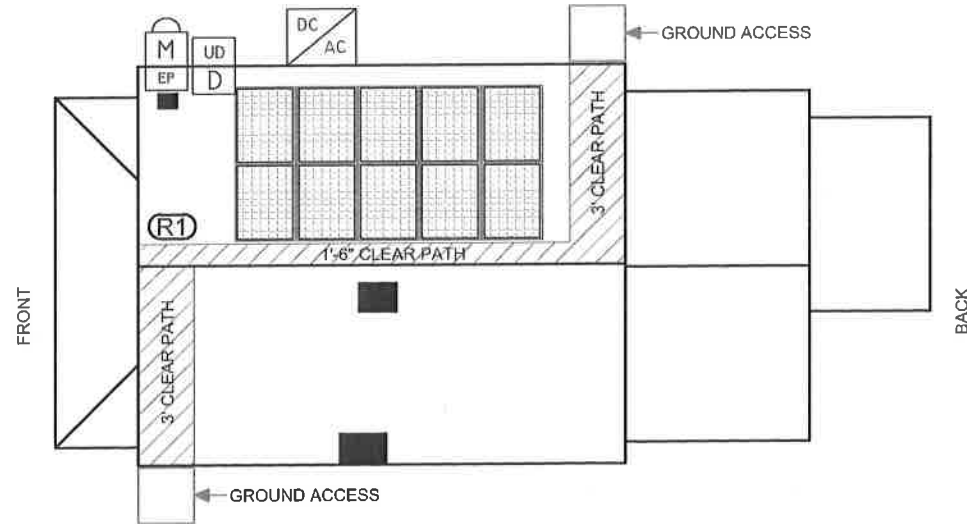 DC
AC
GROUND ACCESS
M
UD
EP
D
3' CLEAR PATH
R1
1'-6" CLEAR PATH
FRONT
BACK
3' CLEAR PATH
GROUND ACCESS